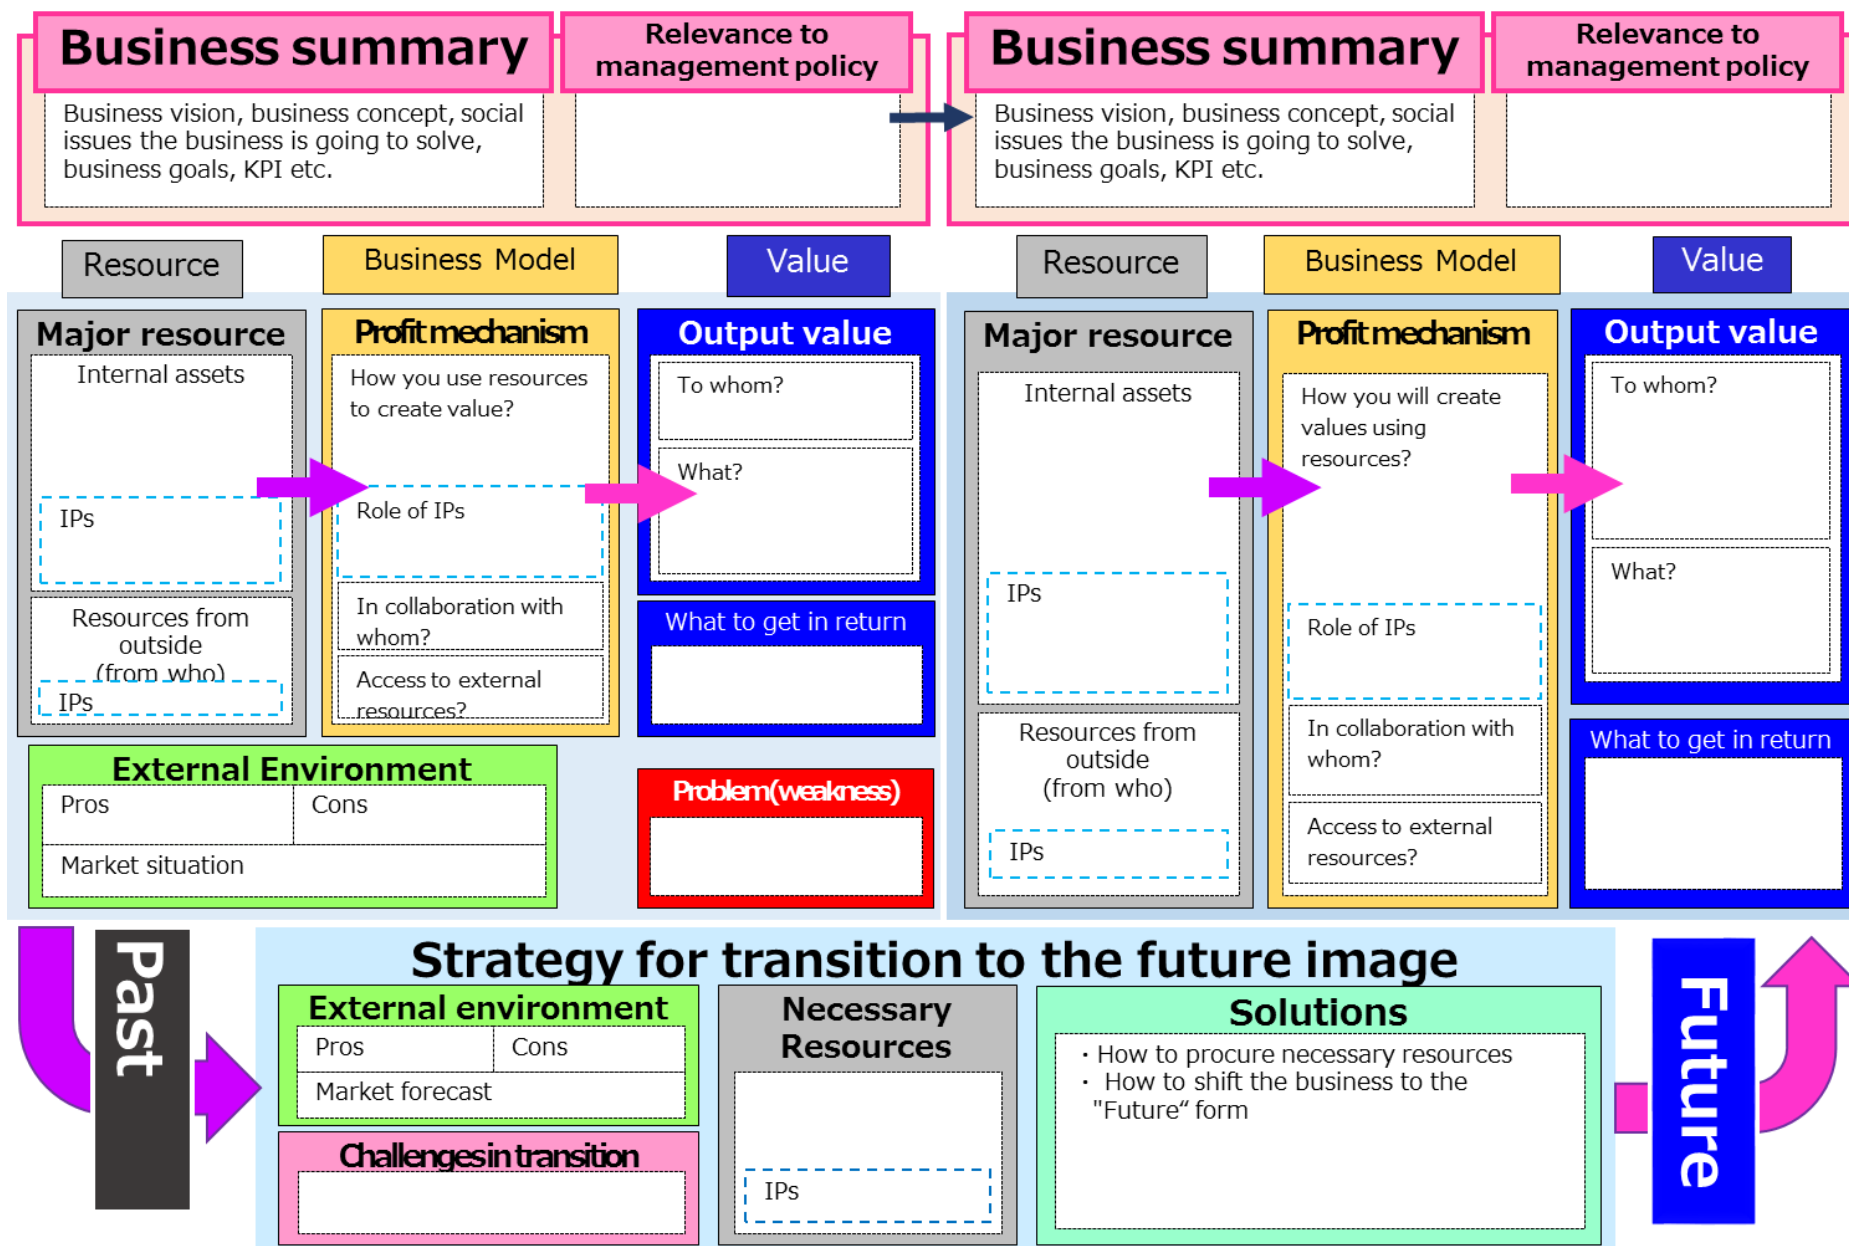 Business summary
Relevance to
management policy
Business vision, business concept, social
issues the business is going to solve,
business goals, KPI etc.
Business summary
Relevance to
management policy
Business vision, business concept, social
issues the business is going to solve,
business goals, KPI etc.
Resource
Business Model
Value
Major resource
Internal assets
IPs
Resources from
outside
(from who)
IPs
Profit mechanism
How you use resources
to create value?
Role of IPs
In collaboration with
whom?
Access to external
resources?
Output value
To whom?
What?
What to get in return
External Environment
Pros
Cons
Market situation
Problem(weakness)
Resource
Business Model
Value
Major resource
Internal assets
IPs
Resources from
outside
(from who)
IPs
Profit mechanism
How you will create
values using
resources?
Role of IPs
In collaboration with
whom?
Access to external
resources?
Output value
To whom?
What?
What to get in return
Past
Strategy for transition to the future image
External environment
Pros
Cons
Market forecast
Challenges in transition
Necessary
Resources
IPs
Solutions
・How to procure necessary resources
・ How to shift the business to the
"Future“ form
Future